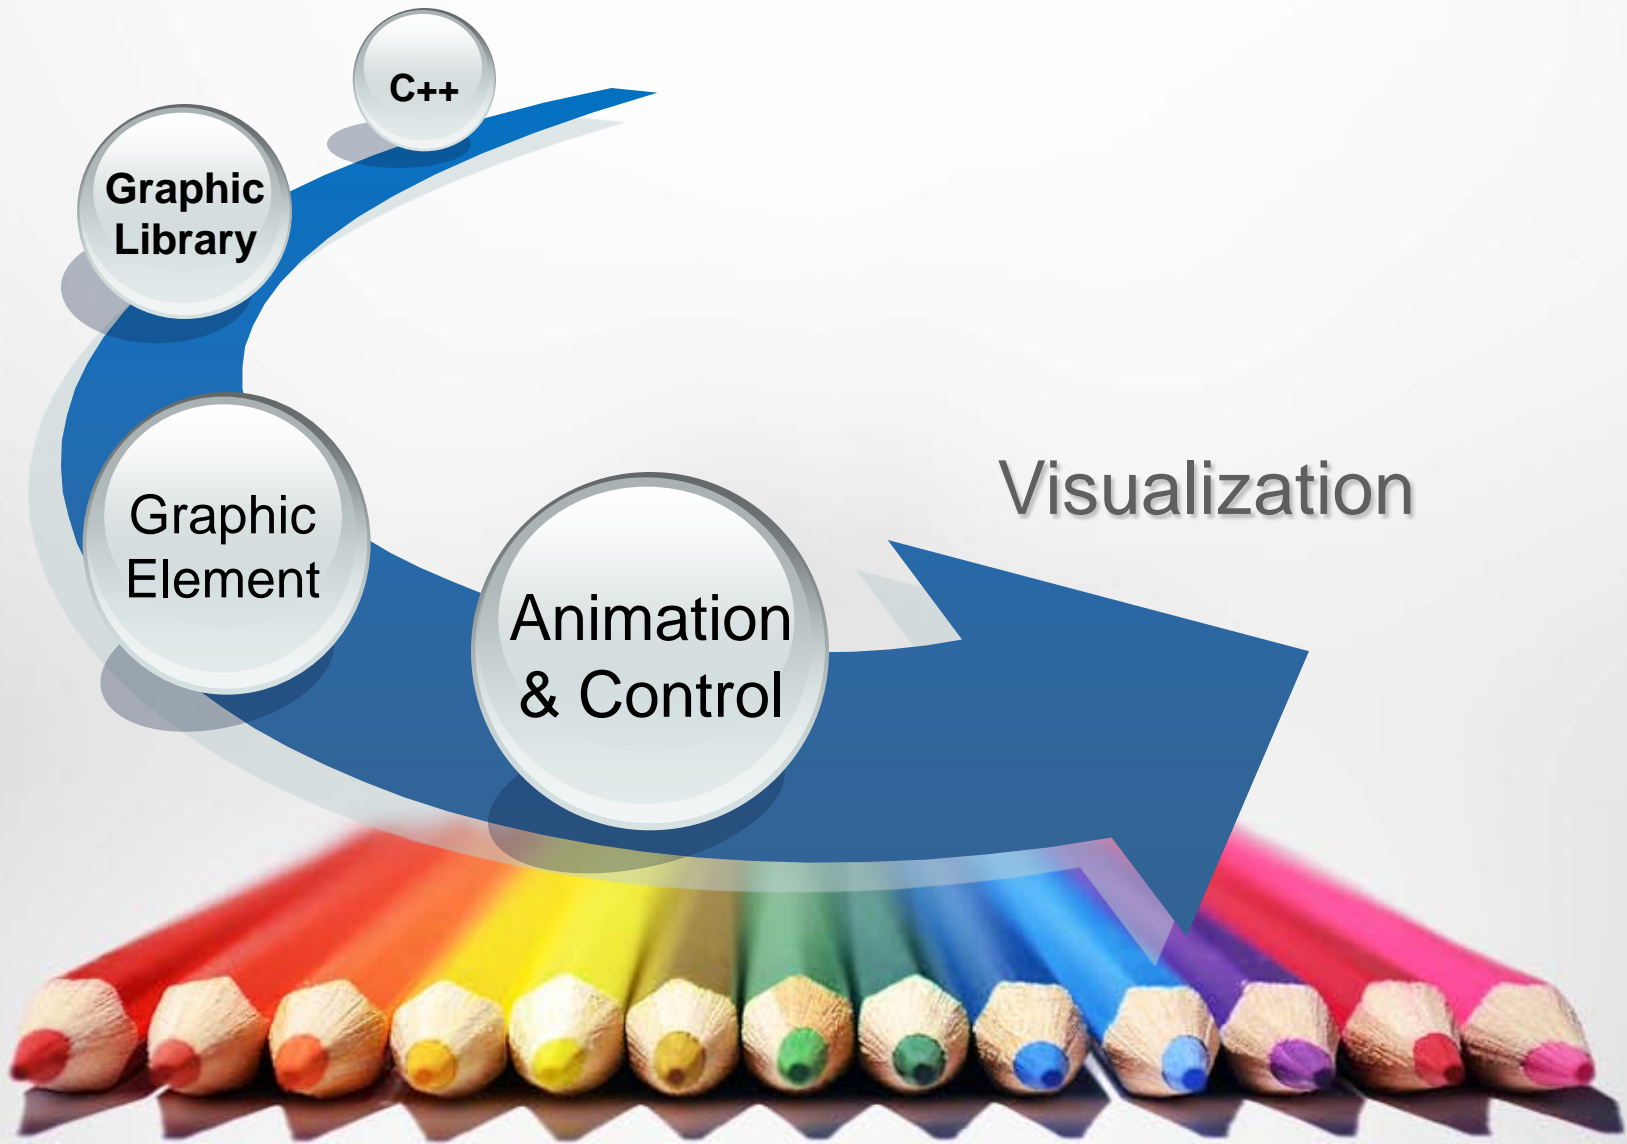 C++
Graphic
Library
Graphic
Element
Animation
& Control
Visualization